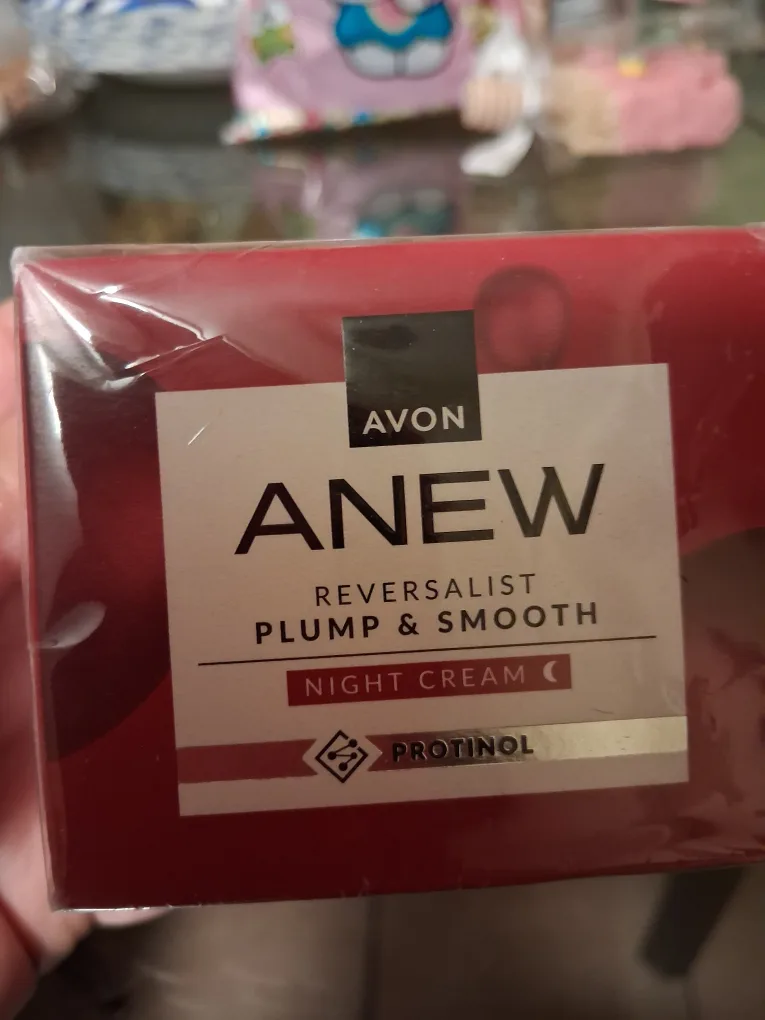 AVON
ANEW
REVERSALIST
PLUMP & SMOOTH
NIGHT CREAM
PROTINOL